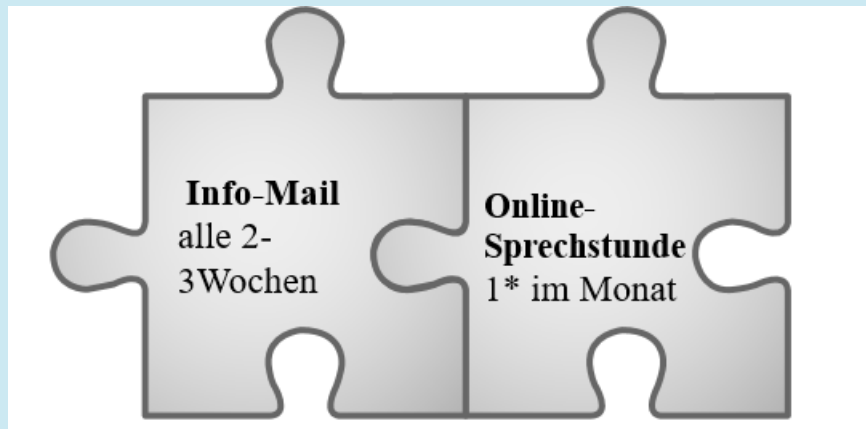 Info-Mail
alle 2-
3Wochen
Online-
Sprechstunde
1* im Monat